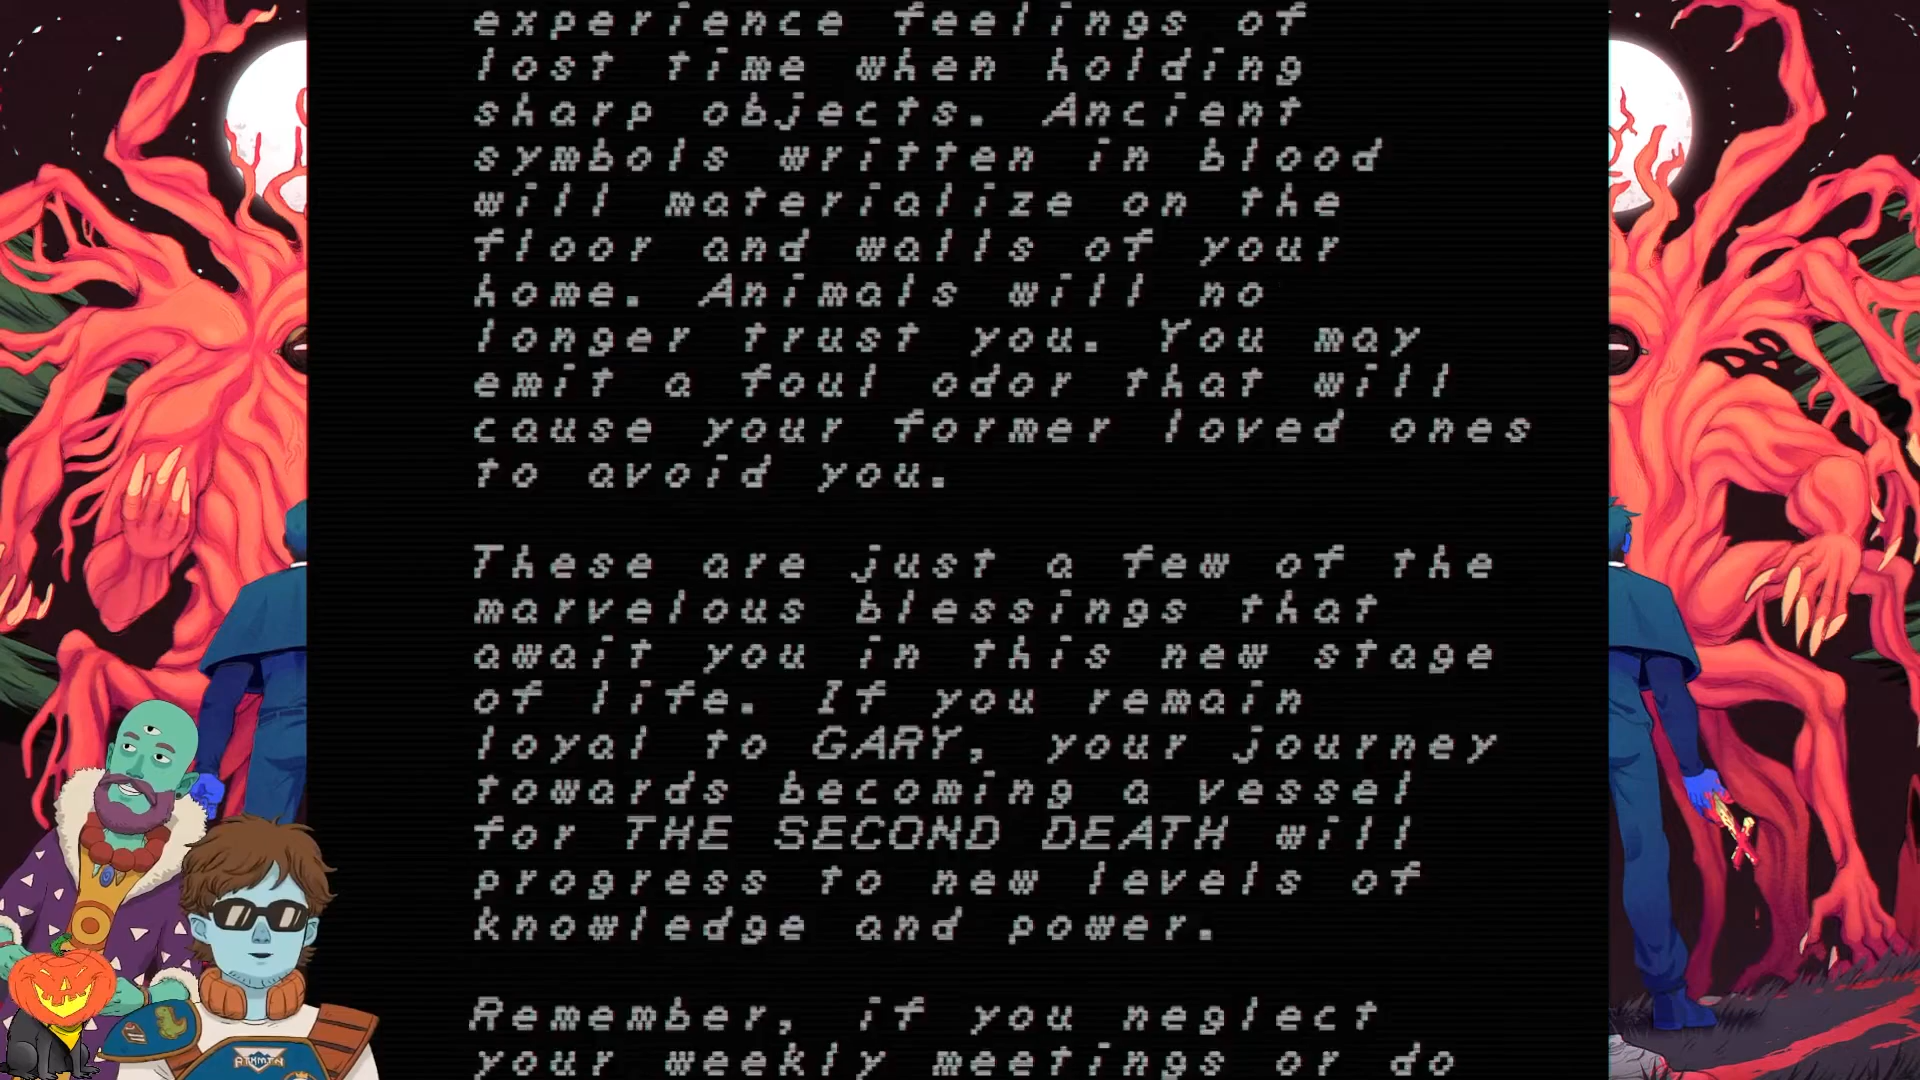 experience feelings of
lost time when holding
sharp objects. Ancient
symbols written in blood
will materialize on the
floor and walls of your
home. Animals will no
longer trust you. You may
emit a foul odor that will
cause your former loved ones
to avoid you.
These are just a few of the
marvelous blessings that
await you in this new stage
of life. If you remain
loyal to GARY, your journey
towards becoming a vessel
for THE SECOND DEATH will
progress to new levels of
knowledge and power.
Remember, if you neglect
your weekly meetings or do